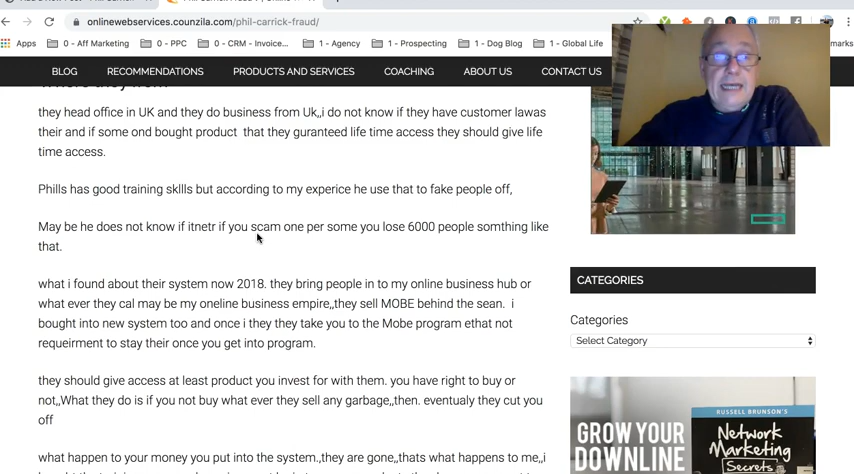 onlinewebservices.counzila.com/phil-carrick-fraud/
Apps 0 - Aff Marketing 0 - PPC 0 - CRM - Invoice... 1 - Agency 1 - Prospecting 1 - Dog Blog 1 - Global Life
BLOG RECOMMENDATIONS PRODUCTS AND SERVICES COACHING ABOUT US CONTACT US
they head office in UK and they do business from Uk,,i do not know if they have customer lawas
their and if some ond bought product that they guranteed life time access they should give life
time access.
Phills has good training skllls but according to my experice he use that to fake people off,
May be he does not know if itnetr if you scam one per some you lose 6000 people somthing like
that.
what i found about their system now 2018. they bring people in to my online business hub or
what ever they cal may be my oneline business empire,,they sell MOBE behind the sean. i
bought into new system too and once i they they take you to the Mobe program ethat not
requeirment to stay their once you get into program.
they should give access at least product you invest for with them. you have right to buy or
not,,What they do is if you not buy what ever they sell any garbage,,then. eventualy they cut you
off
what happen to your money you put into the system.,they are gone,,thats what happens to me,,i
CATEGORIES
Categories
Select Category
GROW YOUR
DOWNLINE
RUSSELL BRUNSON'S
Network
Marketing
Secrets